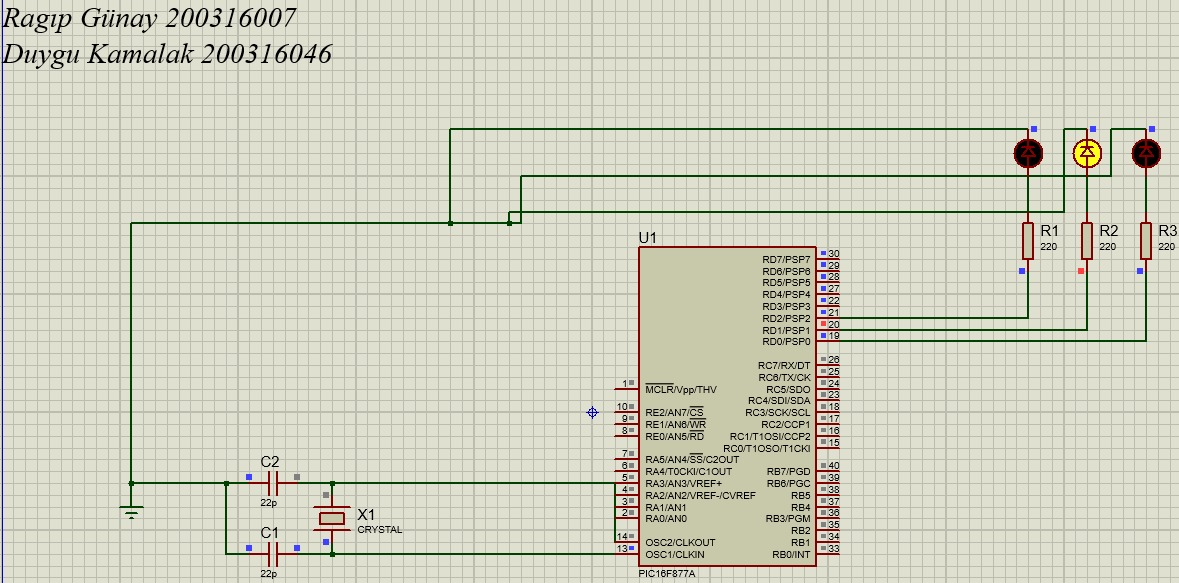 Ragıp Günay 200316007
Duygu Kamalak 200316046
R1
220
R2
220
R3
220
U1
RD7/PSP7 30
RD6/PSP6 29
RD5/PSP5 28
RD4/PSP4 27
RD3/PSP3 22
RD2/PSP2 21
RD1/PSP1 20
RD0/PSP0 19
RC7/RX/DT 26
RC6/TX/CK 25
1 MCLR/Vpp/THV RC5/SDO 24
RC4/SDI/SDA 23
10 RE2/AN7/CS RC3/SCK/SCL 18
9 RE1/AN6/WR RC2/CCP1 17
8 RE0/AN5/RD RC1/T1OSI/CCP2 16
RC0/T1OSO/T1CKI 15
7 RA5/AN4/SS/C2OUT
6 RA4/T0CKI/C1OUT RB7/PGD 40
5 RA3/AN3/VREF+ RB6/PGC 39
4 RA2/AN2/VREF-/CVREF RB5 38
3 RA1/AN1 RB4 37
2 RA0/AN0 RB3/PGM 36
RB2 35
14 OSC2/CLKOUT RB1 34
13 OSC1/CLKIN RB0/INT 33
PIC16F877A
C2
22p
X1
CRYSTAL
C1
22p